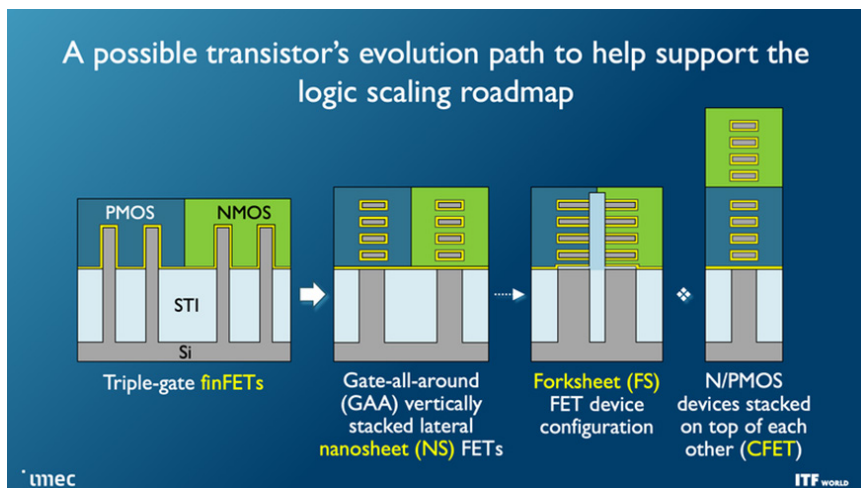 A possible transistor's evolution path to help support the
logic scaling roadmap
PMOS
NMOS
STI
Si
Triple-gate finFETs
Gate-all-around
(GAA) vertically
stacked lateral
nanosheet (NS) FETs
Forksheet (FS)
FET device
configuration
N/PMOS
devices stacked
on top of each
other (CFET)
imec
ITF WORLD